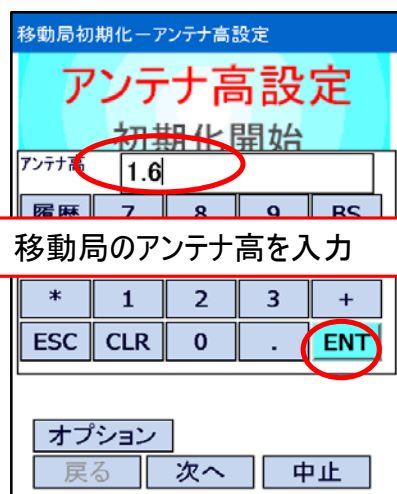 移動局初期化－アンテナ高設定
アンテナ高設定
初期化開始
アンテナ高 1.6
履歴 7 8 9 BS
移動局のアンテナ高を入力
* 1 2 3 +
ESC CLR 0 . ENT
オプション
戻る 次へ 中止